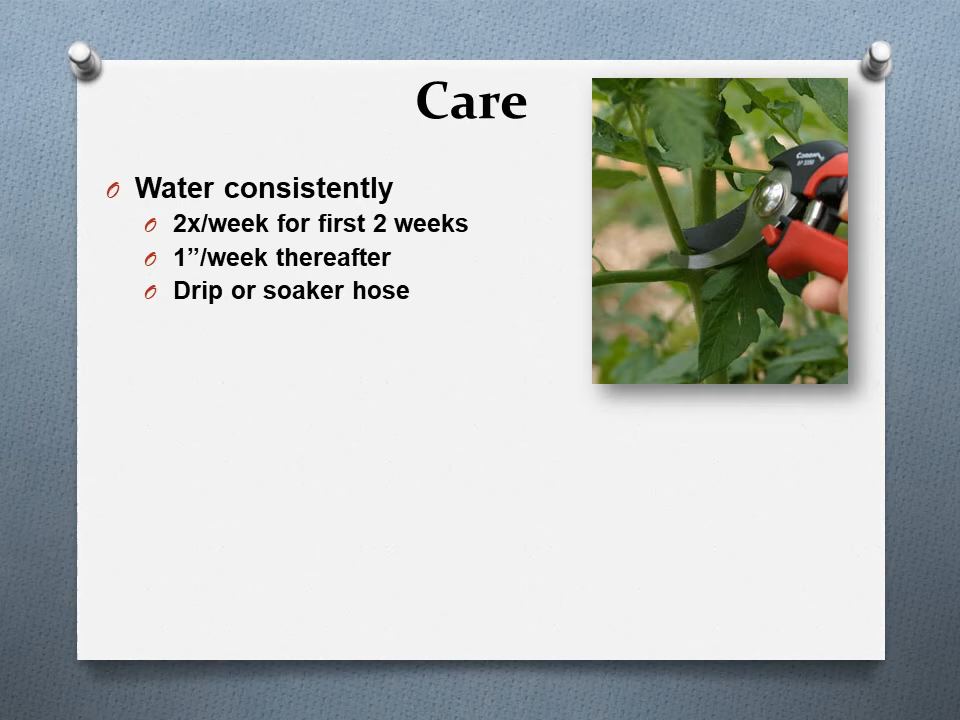 Care
Water consistently
2x/week for first 2 weeks
1”/week thereafter
Drip or soaker hose